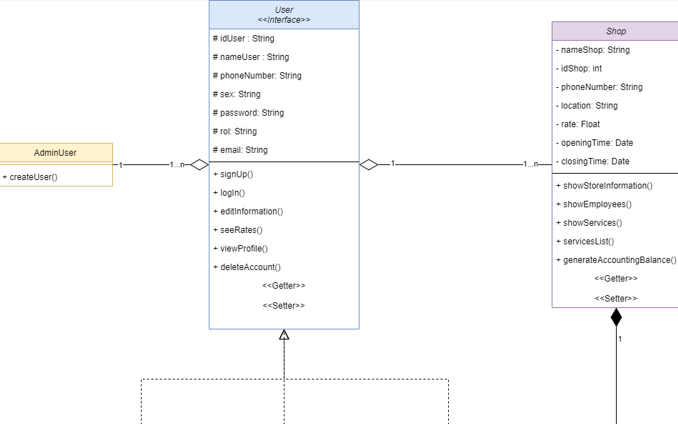 User
<<Interface>>
# idUser : String
# nameUser : String
# phoneNumber: String
# sex: String
# password: String
# rol: String
# email: String
+ signUp()
+ logIn()
+ editInformation()
+ seeRates()
+ viewProfile()
+ deleteAccount()
<<Getter>>
<<Setter>>
AdminUser
+ createUser()
1
1...n
1
1...n
Shop
- nameShop: String
- idShop: int
- phoneNumber: String
- location: String
- rate: Float
- openingTime: Date
- closingTime: Date
+ showStoreInformation()
+ showEmployees()
+ showServices()
+ servicesList()
+ generateAccountingBalance()
<<Getter>>
<<Setter>>
1